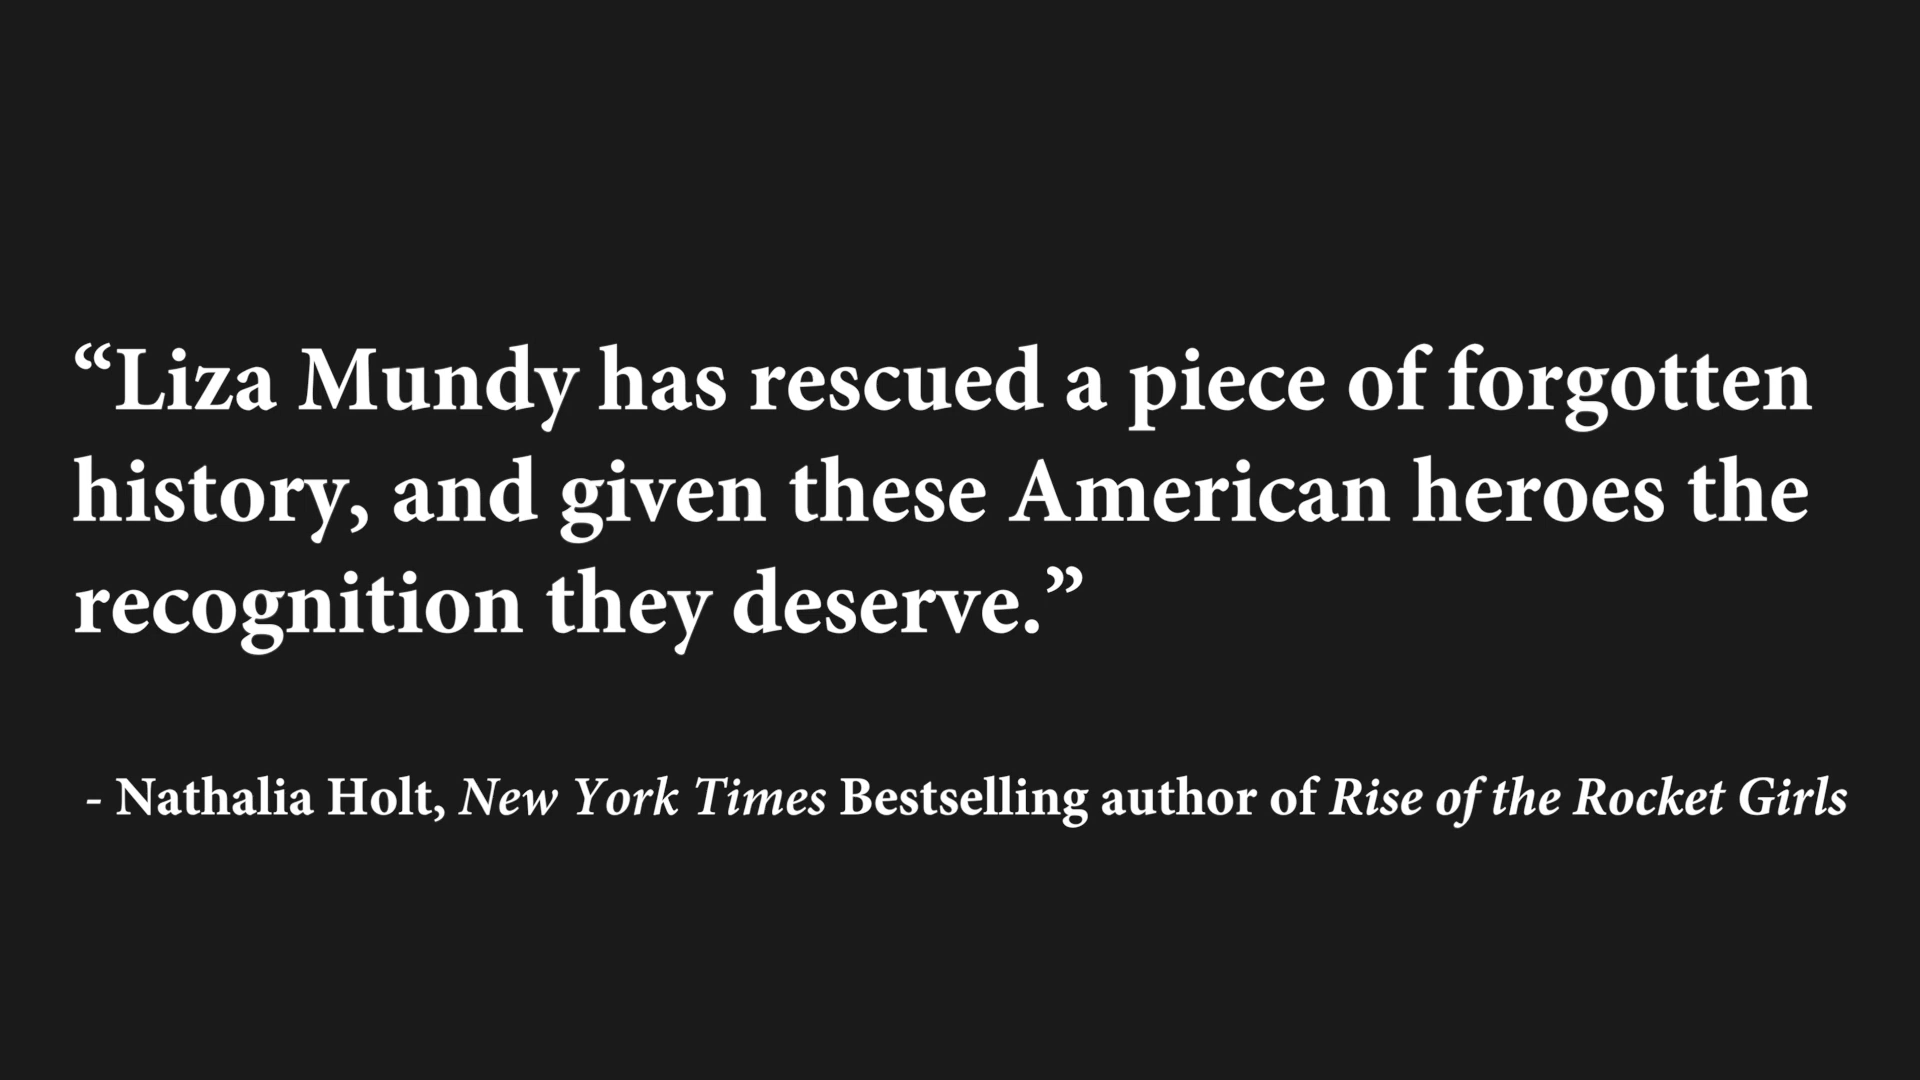 “Liza Mundy has rescued a piece of forgotten
history, and given these American heroes the
recognition they deserve.”
- Nathalia Holt, New York Times Bestselling author of Rise of the Rocket Girls